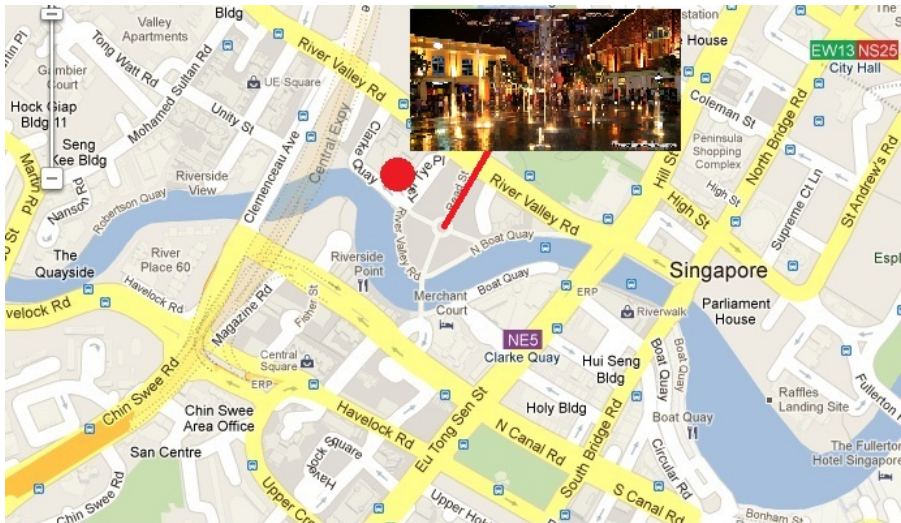 Bldg
Valley
Apartments
Tong Watt Rd
Gambier
Court
Hock Giap
Bldg 11
Mohamed Sultan Rd
UE Square
Unity St
River Valley Rd
Clemenceau Ave
Central Expy
Clarke
Quay
Tye Pl
Read St
River Valley Rd
House
EW13 NS25
City Hall
Coleman St
Peninsula
Shopping
Complex
North Bridge Rd
Hill St
High St
High St
Supreme Ct Ln
St Andrew's Rd
Seng
Kee Bldg
Martin Rd
Nanson Rd
Riverside
View
Robertson Quay
The
Quayside
River
Place 60
Riverside
Point
River Valley Rd
N Boat Quay
Boat Quay
Merchant
Court
ERP
Singapore
Parliament
House
Riverwalk
Havelock Rd
Havelock Rd
Magazine Rd
Fisher St
Central
Square
ERP
NE5
Clarke Quay
Hui Seng
Bldg
Holy Bldg
Boat Quay
Boat Quay
Boat Quay
Raffles
Landing Site
Fullerton
The Fullerton
Hotel Singapore
Chin Swee Rd
Chin Swee
Area Office
San Centre
Havelock Rd
Havelock Square
Eu Tong Sen St
N Canal Rd
South Bridge Rd
Circular Rd
S Canal Rd
Chin Swee Rd
Bonham St